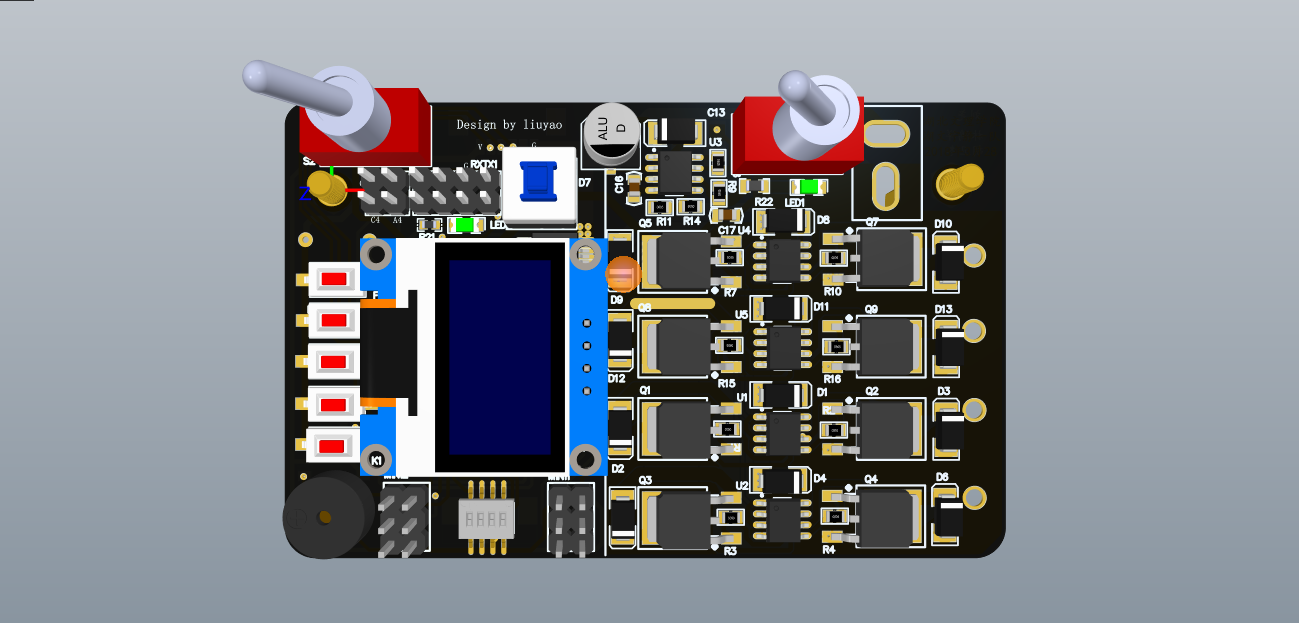 Design by liuyao
ALU
D
C13
U3
S2
V
G
G
RXTX1
D7
C16
Z
C4
A4
R11
R14
R22
LED1
D8
Q7
D10
C17
U4
Q5
LED
R21
F
D9
R7
R10
Q8
U5
D11
Q9
D13
D12
R15
R16
Q1
U1
D1
Q2
D3
K1
D2
Q3
U2
D4
Q4
D6
R3
R4